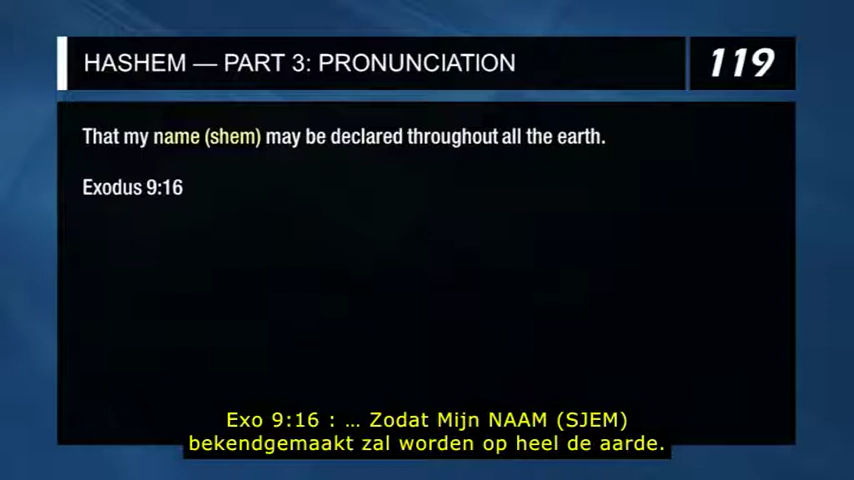 HASHEM — PART 3: PRONUNCIATION
119
That my name (shem) may be declared throughout all the earth.
Exodus 9:16
Exo 9:16 : ... Zodat Mijn NAAM (SJEM)
bekendgemaakt zal worden op heel de aarde.